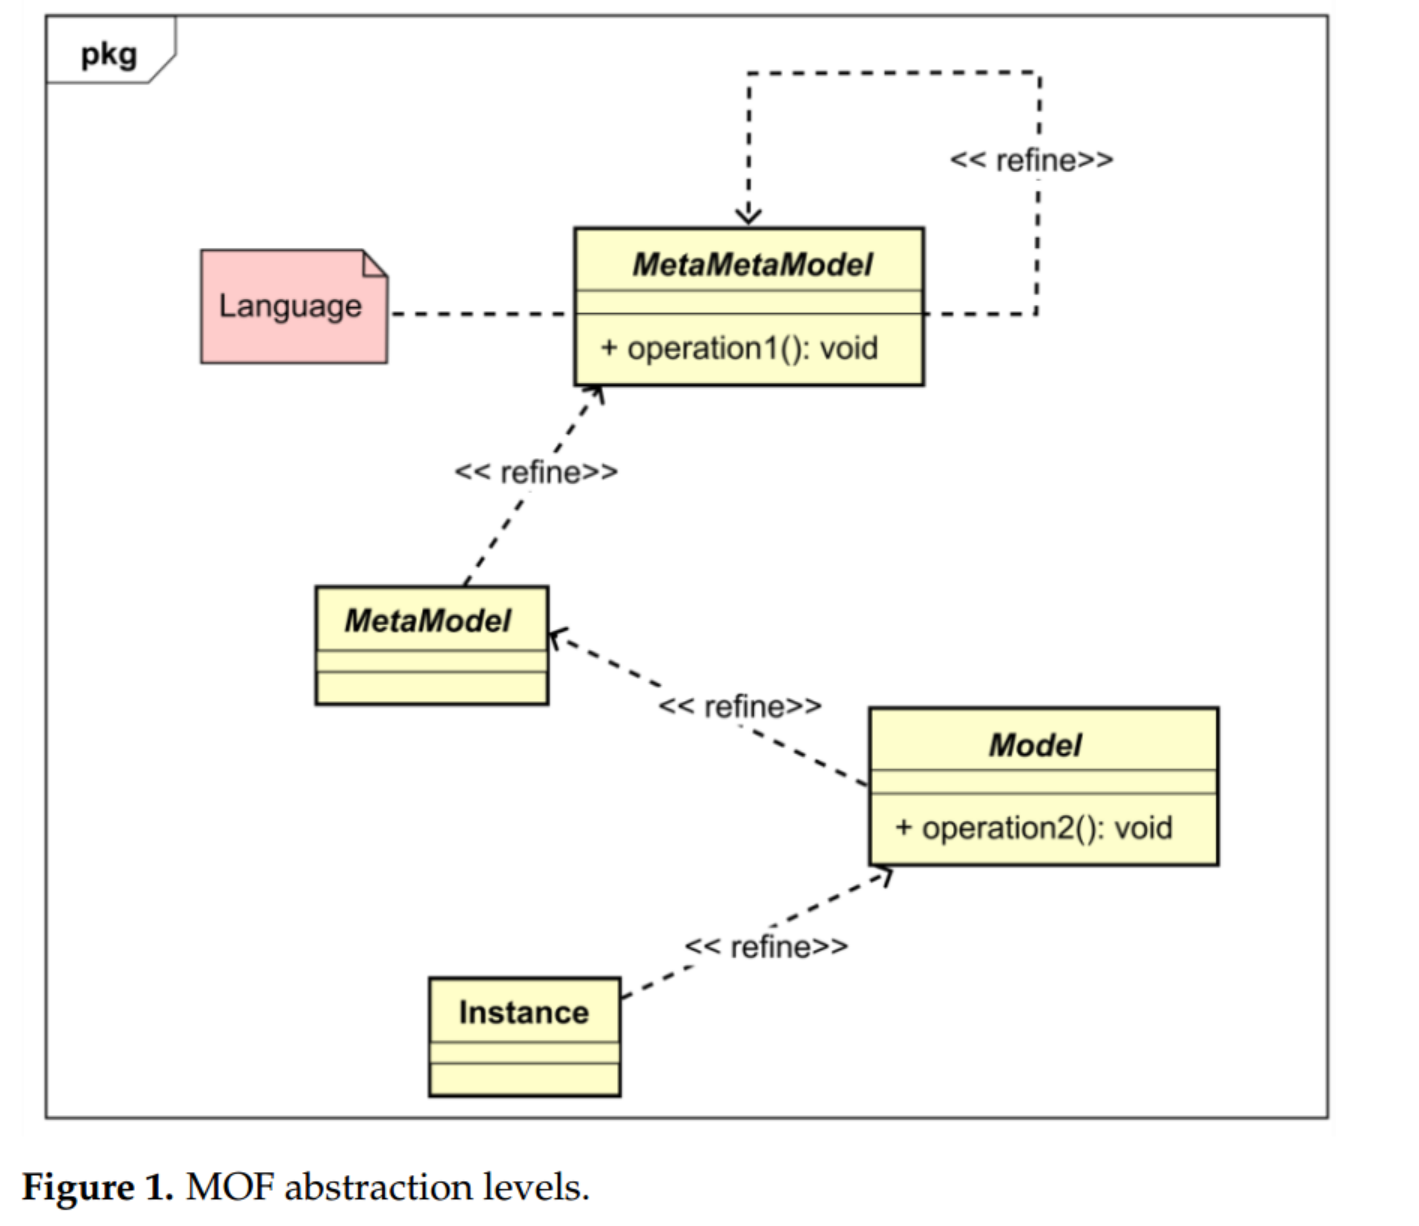 pkg
<< refine>>
MetaMetaModel
Language
+ operation1(): void
<< refine>>
MetaModel
<< refine>>
Model
+ operation2(): void
<< refine>>
Instance
Figure 1. MOF abstraction levels.